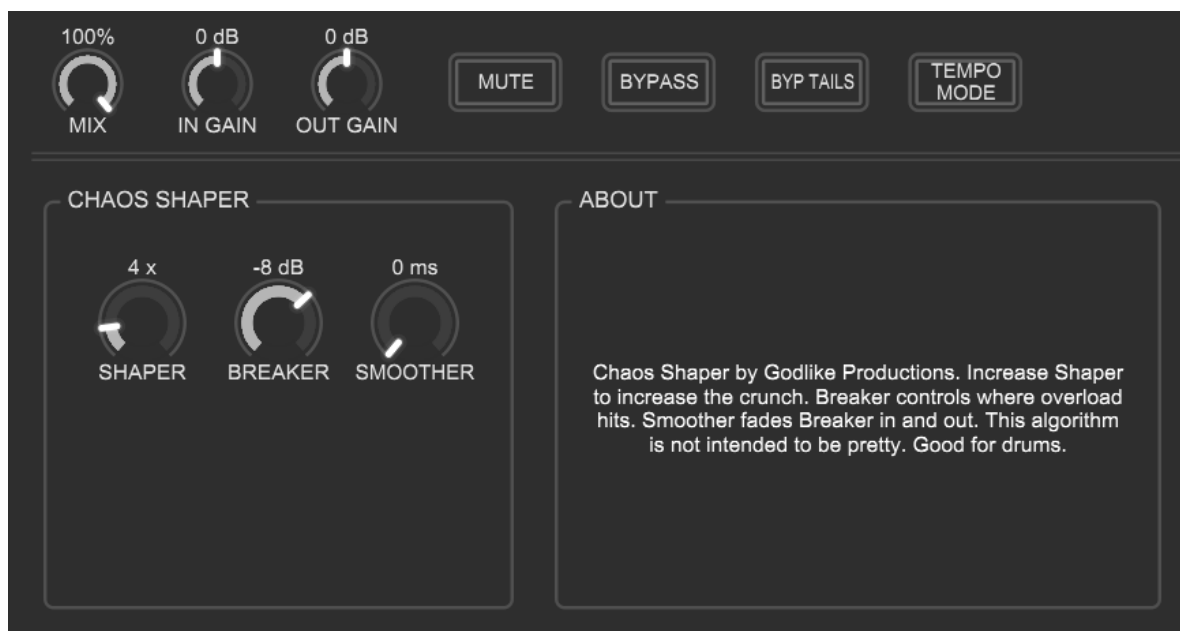 100%
0 dB
0 dB
MIX
IN GAIN
OUT GAIN
MUTE
BYPASS
BYP TAILS
TEMPO
MODE
CHAOS SHAPER
4 x
-8 dB
0 ms
SHAPER
BREAKER
SMOOTHER
ABOUT
Chaos Shaper by Godlike Productions. Increase Shaper
to increase the crunch. Breaker controls where overload
hits. Smoother fades Breaker in and out. This algorithm
is not intended to be pretty. Good for drums.